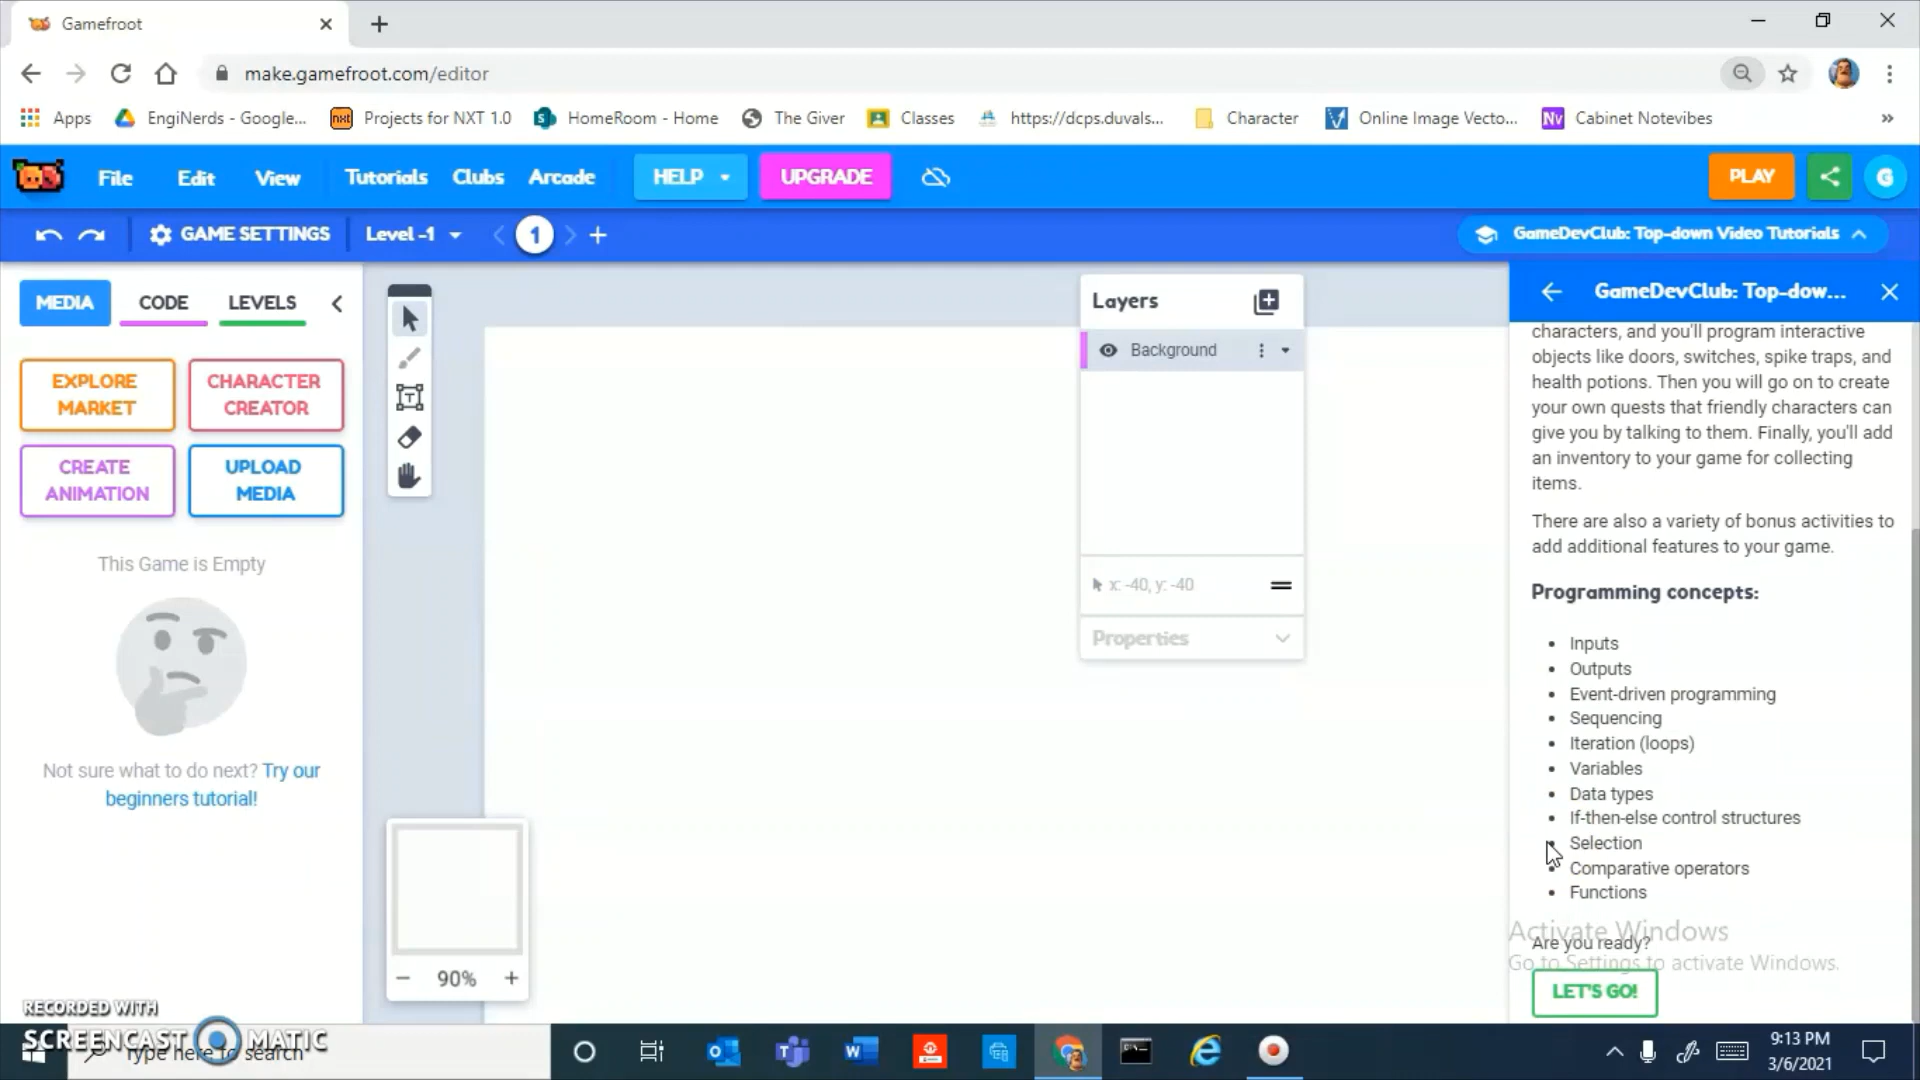 Gamefroot
make.gamefroot.com/editor
Apps EngiNerds - Google... nxt Projects for NXT 1.0 HomeRoom - Home The Giver Classes https://dcps.duvals... Character Online Image Vecto... Nv Cabinet Notevibes »
File Edit View Tutorials Clubs Arcade HELP UPGRADE PLAY G
GAME SETTINGS Level -1 1 + GameDevClub: Top-down Video Tutorials
MEDIA CODE LEVELS
EXPLORE MARKET
CHARACTER CREATOR
CREATE ANIMATION
UPLOAD MEDIA
This Game is Empty
Not sure what to do next? Try our
beginners tutorial!
T
Layers
Background
x: -40, y: -40
Properties
− 90% +
GameDevClub: Top-dow...
characters, and you'll program interactive
objects like doors, switches, spike traps, and
health potions. Then you will go on to create
your own quests that friendly characters can
give you by talking to them. Finally, you'll add
an inventory to your game for collecting
items.
There are also a variety of bonus activities to
add additional features to your game.
Programming concepts:
• Inputs
• Outputs
• Event-driven programming
• Sequencing
• Iteration (loops)
• Variables
• Data types
• If-then-else control structures
• Selection
• Comparative operators
• Functions
Activate Windows
Are you ready?
Go to Settings to activate Windows.
LET'S GO!
RECORDED WITH
SCREENCAST MATIC
Type here to search
9:13 PM
3/6/2021